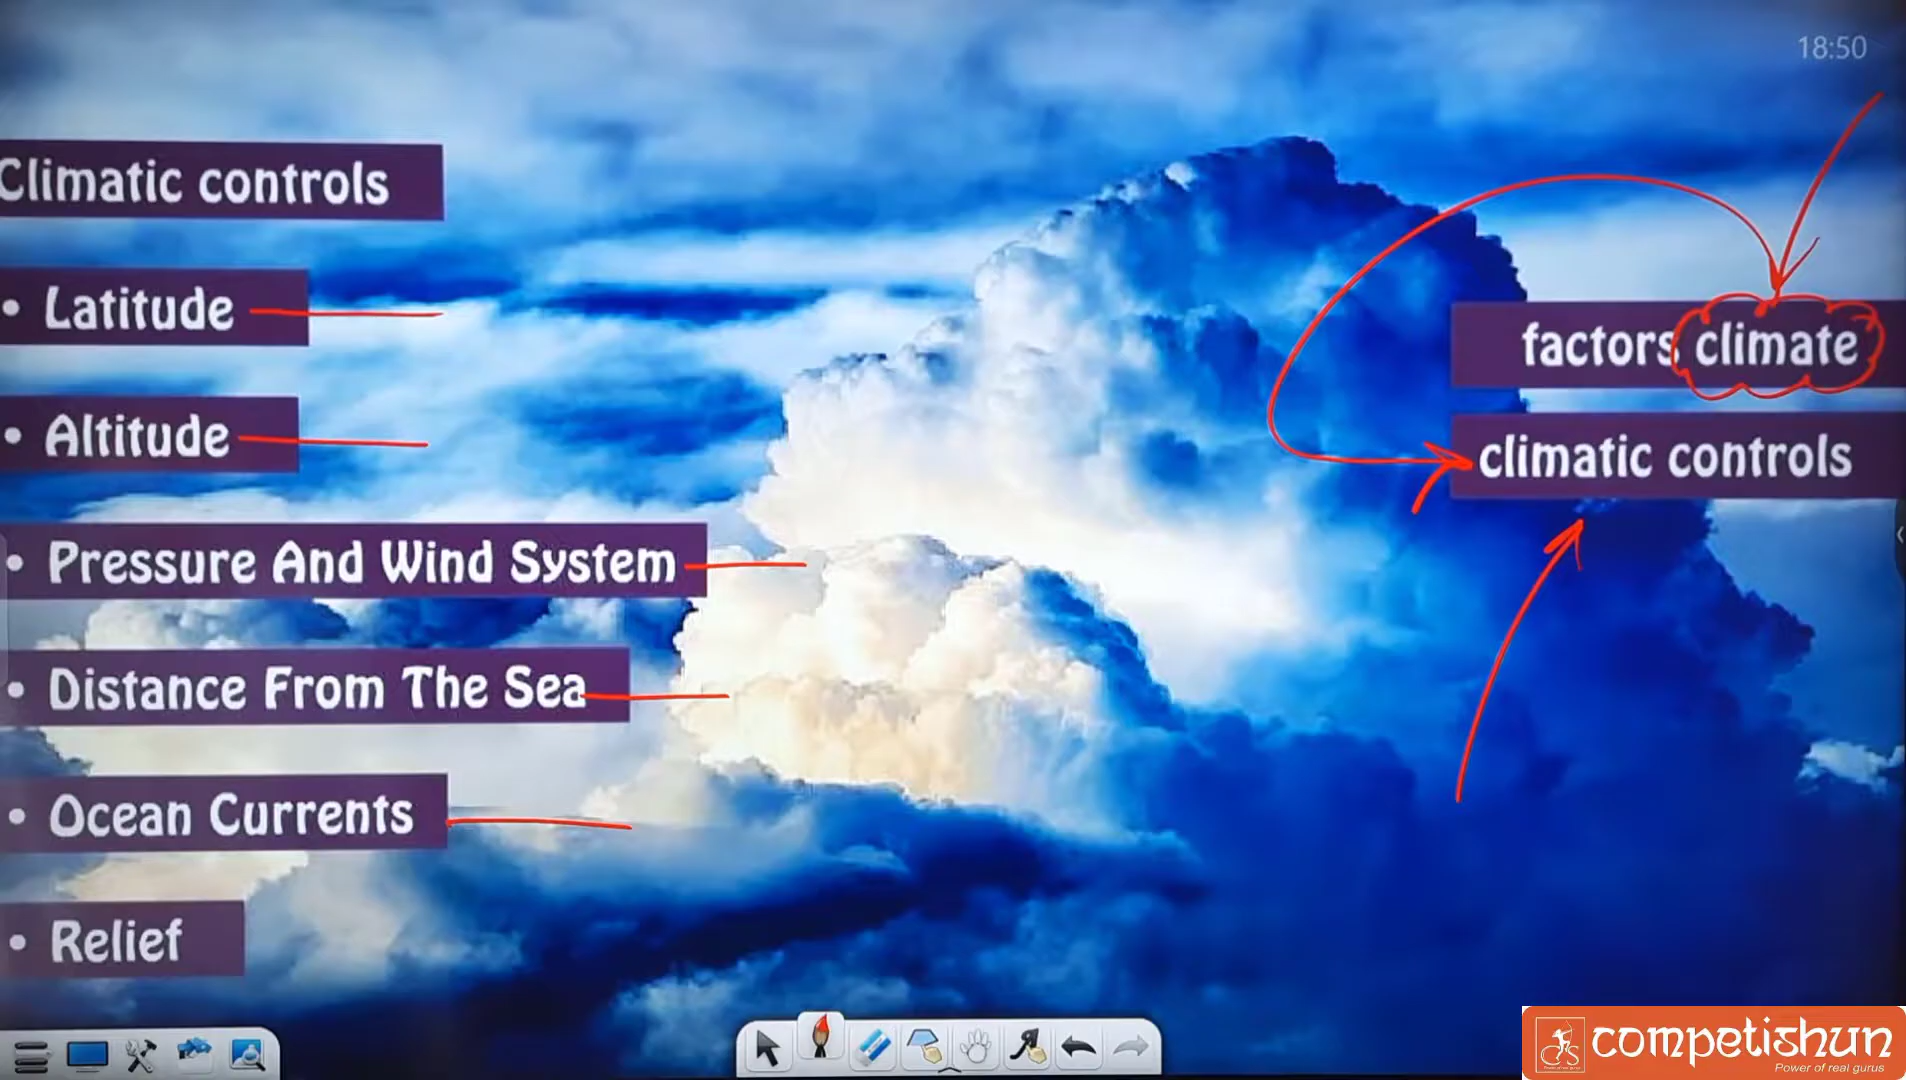 18:50
Climatic controls
• Latitude
• Altitude
• Pressure And Wind System
• Distance From The Sea
• Ocean Currents
• Relief
factors climate
climatic controls
competishun
Power of real gurus